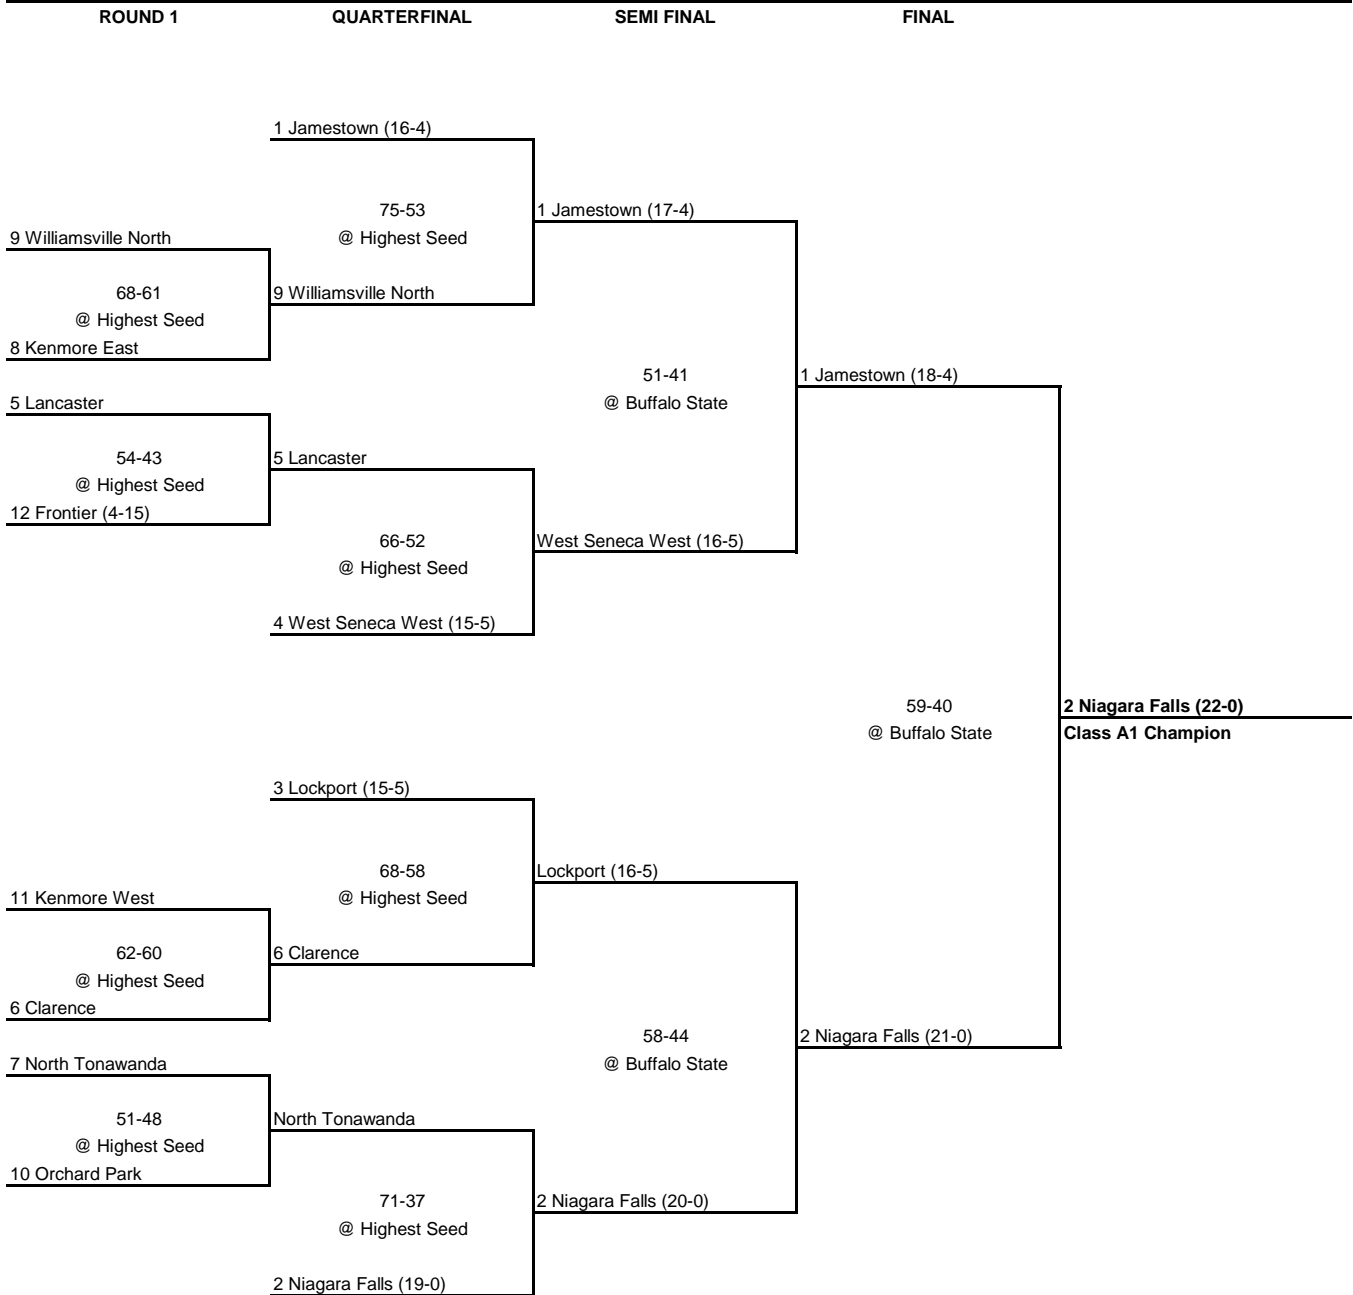 ROUND 1 QUARTERFINAL SEMI FINAL FINAL
1 Jamestown (16-4)
75-53 1 Jamestown (17-4)
9 Williamsville North @ Highest Seed
68-61 9 Williamsville North
@ Highest Seed
8 Kenmore East
51-41 1 Jamestown (18-4)
5 Lancaster @ Buffalo State
54-43 5 Lancaster
@ Highest Seed
12 Frontier (4-15)
66-52 West Seneca West (16-5)
@ Highest Seed
4 West Seneca West (15-5)
59-40 2 Niagara Falls (22-0)
@ Buffalo State Class A1 Champion
3 Lockport (15-5)
68-58 Lockport (16-5)
11 Kenmore West @ Highest Seed
62-60 6 Clarence
@ Highest Seed
6 Clarence
58-44 2 Niagara Falls (21-0)
7 North Tonawanda @ Buffalo State
51-48 North Tonawanda
@ Highest Seed
10 Orchard Park
71-37 2 Niagara Falls (20-0)
@ Highest Seed
2 Niagara Falls (19-0)